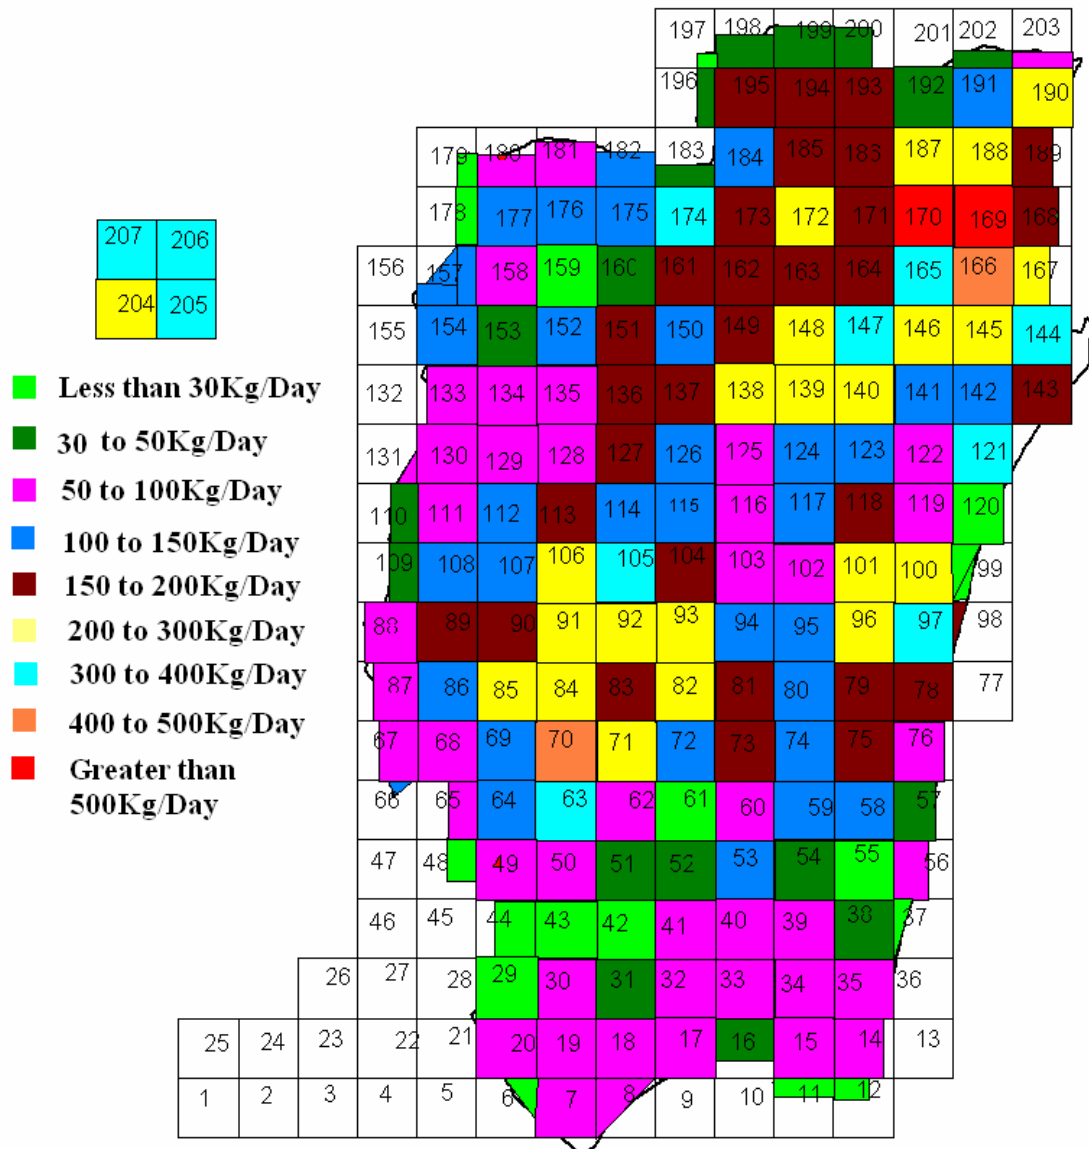 197 198 199 200 201 202 203
196 195 194 193 192 191 190
179 180 181 182 183 184 185 186 187 188 189
178 177 176 175 174 173 172 171 170 169 168
207 206
156 157 158 159 160 161 162 163 164 165 166 167
204 205
155 154 153 152 151 150 149 148 147 146 145 144
132 133 134 135 136 137 138 139 140 141 142 143
131 130 129 128 127 126 125 124 123 122 121
110 111 112 113 114 115 116 117 118 119 120
109 108 107 106 105 104 103 102 101 100 99
88 89 90 91 92 93 94 95 96 97 98
87 86 85 84 83 82 81 80 79 78 77
67 68 69 70 71 72 73 74 75 76
66 65 64 63 62 61 60 59 58 57
47 48 49 50 51 52 53 54 55 56
46 45 44 43 42 41 40 39 38 37
26 27 28 29 30 31 32 33 34 35 36
25 24 23 22 21 20 19 18 17 16 15 14 13
1 2 3 4 5 6 7 8 9 10 11 12
Less than 30Kg/Day
30 to 50Kg/Day
50 to 100Kg/Day
100 to 150Kg/Day
150 to 200Kg/Day
200 to 300Kg/Day
300 to 400Kg/Day
400 to 500Kg/Day
Greater than
500Kg/Day